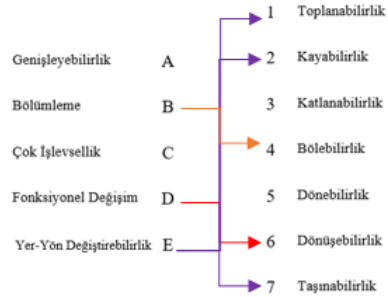 1 Toplanabilirlik
Genişleyebilirlik A 2 Kayabilirlik
Bölümleme B 3 Katlanabilirlik
Çok İşlevsellik C 4 Bölebilirlik
Fonksiyonel Değişim D 5 Dönebilirlik
Yer-Yön Değiştirebilirlik E 6 Dönüşebilirlik
7 Taşınabilirlik